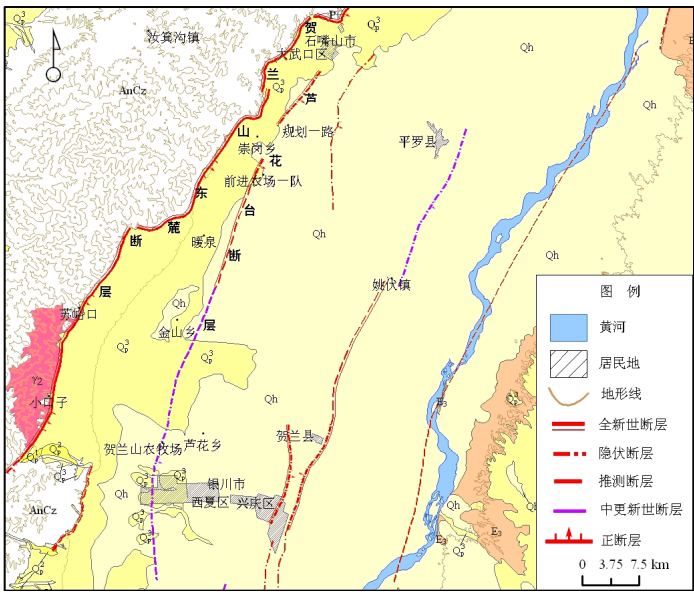 P
Q₃ᵖ
贺
石嘴山市
大武口区
汝箕沟镇
Qh
兰
AnCz
芦
Qh
山
规划一路
崇岗乡
平罗县
花
前进农场一队
东
台
麓
断
暖泉
断
Qh
Qh
层
姚伏镇
Qh
苏峪口
层
金山乡
图 例
黄河
居民地
地形线
全新世断层
隐伏断层
推测断层
中更新世断层
正断层
0 3.75 7.5 km
γ₂
小口子
Qh
E₃
贺兰县
芦花乡
贺兰山农牧场
银川市
西夏区
兴庆区
Qh
AnCz
Qh
E₃
E₃